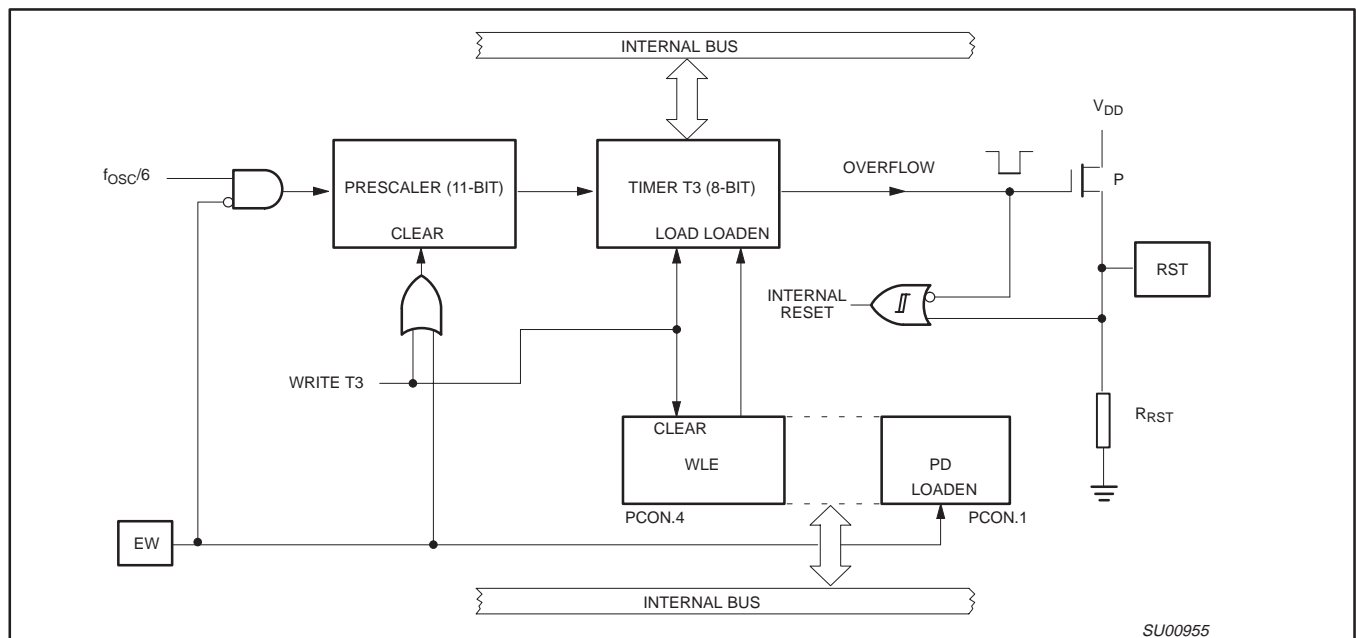 INTERNAL BUS
VDD
fOSC/6
PRESCALER (11-BIT)
CLEAR
TIMER T3 (8-BIT)
LOAD LOADEN
OVERFLOW
P
RST
INTERNAL
RESET
WRITE T3
RRST
CLEAR
WLE
PCON.4
PD
LOADEN
PCON.1
EW
INTERNAL BUS
SU00955